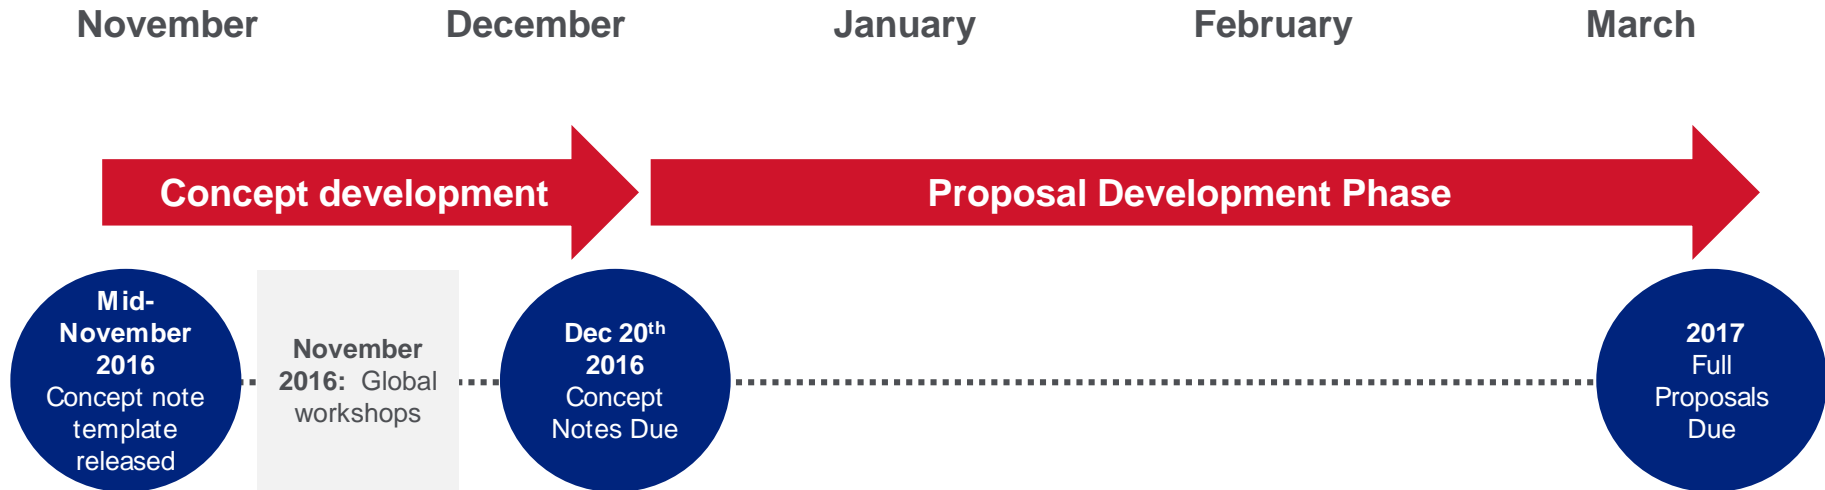 November December January February March
Concept development Proposal Development Phase
Mid-
November
2016
Concept note
template
released
November
2016: Global
workshops
Dec 20th
2016
Concept
Notes Due
2017
Full
Proposals
Due